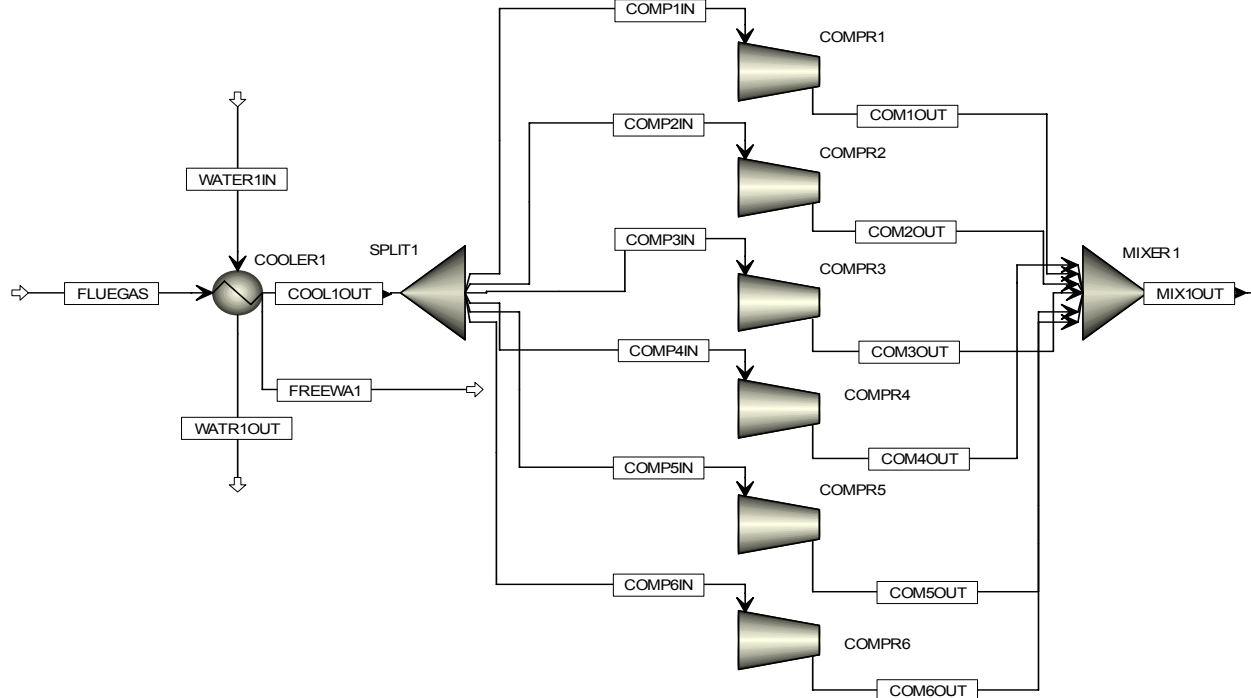 COMP1IN
COMPR1
COM1OUT
COMP2IN
COMPR2
WATER1IN
COM2OUT
COMP3IN
SPLIT1
MIXER1
COOLER1
COMPR3
FLUEGAS
COOL1OUT
MIX1OUT
COMP4IN
COM3OUT
FREEWA1
COMPR4
WATR1OUT
COM4OUT
COMP5IN
COMPR5
COMP6IN
COM5OUT
COMPR6
COM6OUT